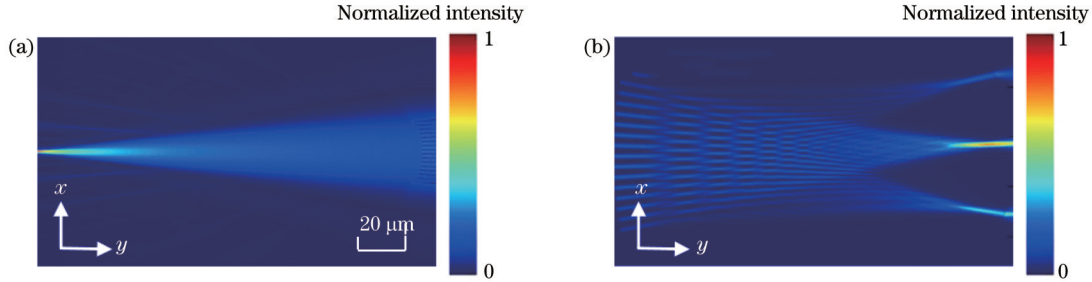 Normalized intensity
(a)
1
x
y
20 μm
0
Normalized intensity
(b)
1
x
y
0